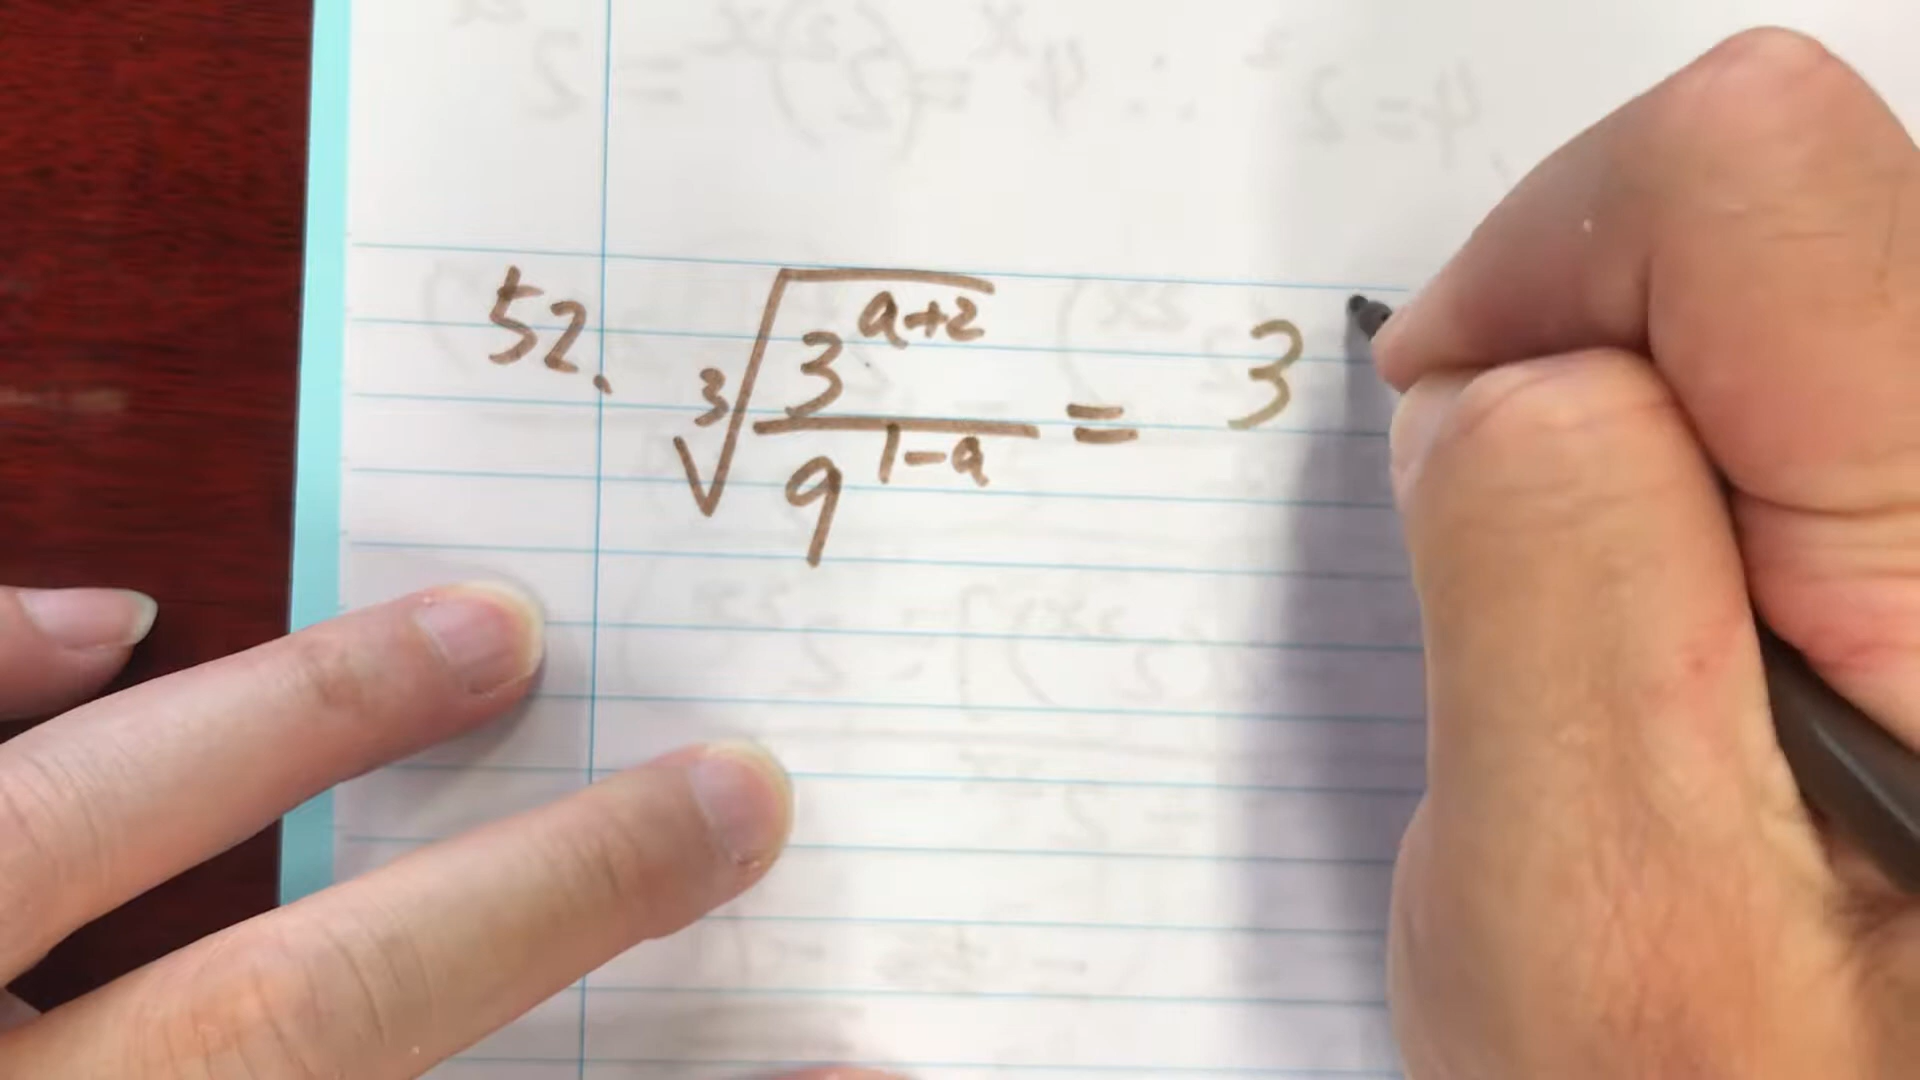 52. ∛(3^(a+2)/9^(1-a)) = 3